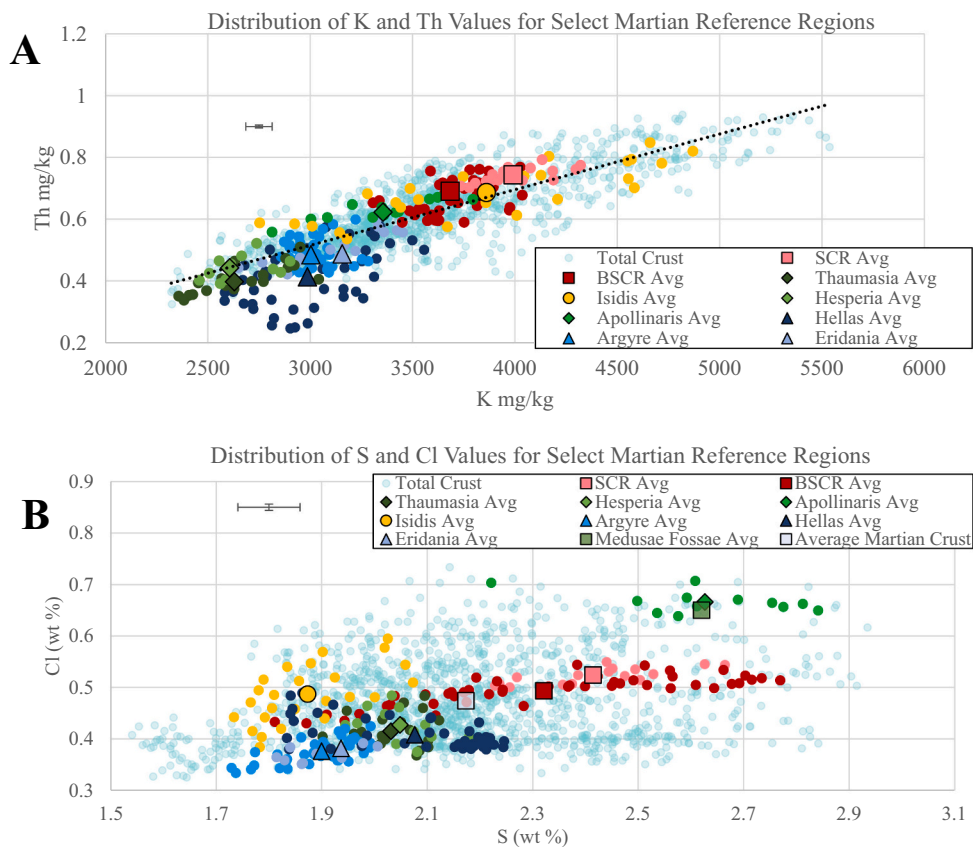 A
Distribution of K and Th Values for Select Martian Reference Regions
1.2
1
0.8
0.6
0.4
0.2
Th mg/kg
2000 2500 3000 3500 4000 4500 5000 5500 6000
K mg/kg
Total Crust SCR Avg
BSCR Avg Thaumasia Avg
Isidis Avg Hesperia Avg
Apollinaris Avg Hellas Avg
Argyre Avg Eridania Avg
B
Distribution of S and Cl Values for Select Martian Reference Regions
Total Crust SCR Avg BSCR Avg
Thaumasia Avg Hesperia Avg Apollinaris Avg
Isidis Avg Argyre Avg Hellas Avg
Eridania Avg Medusae Fossae Avg Average Martian Crust
0.9
0.8
0.7
0.6
0.5
0.4
0.3
Cl (wt %)
1.5 1.7 1.9 2.1 2.3 2.5 2.7 2.9 3.1
S (wt %)